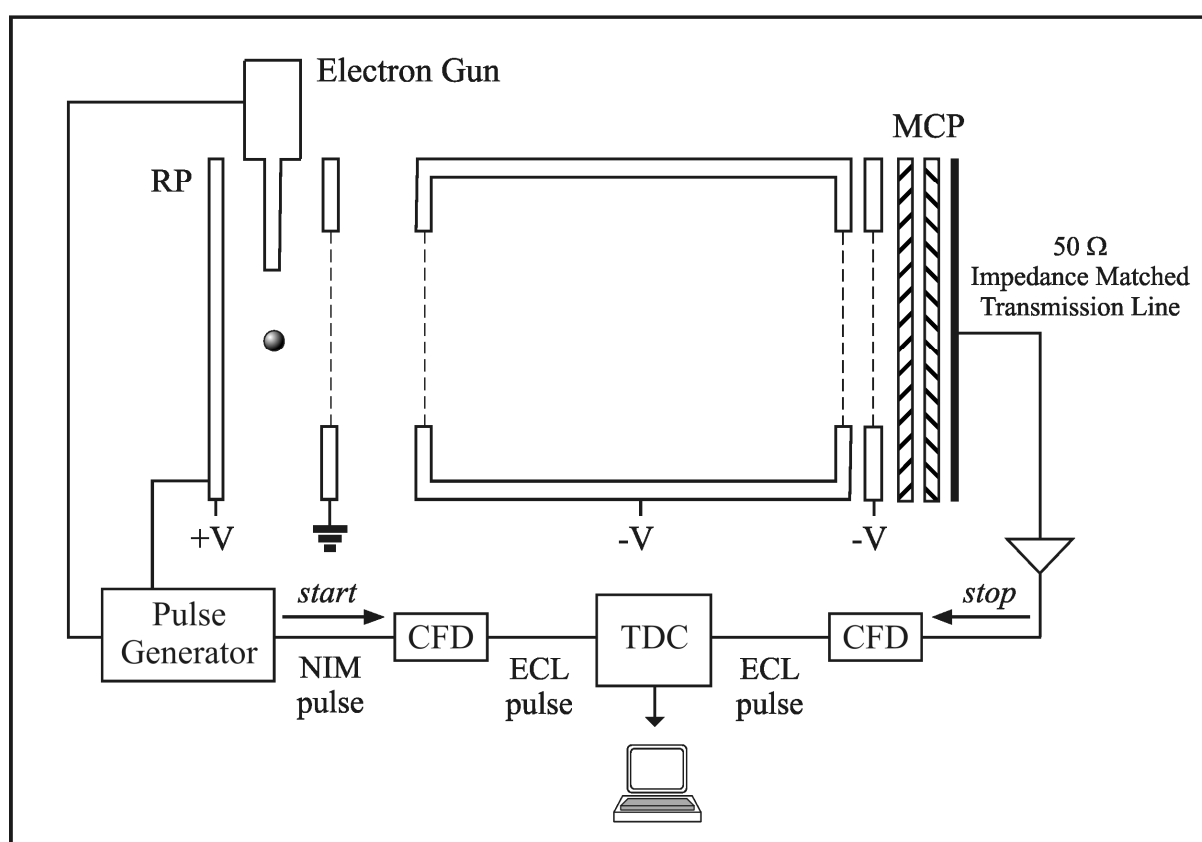 Electron Gun
MCP
RP
50 Ω
Impedance Matched
Transmission Line
+V
-V
-V
start
stop
Pulse
Generator
CFD
TDC
CFD
NIM
pulse
ECL
pulse
ECL
pulse